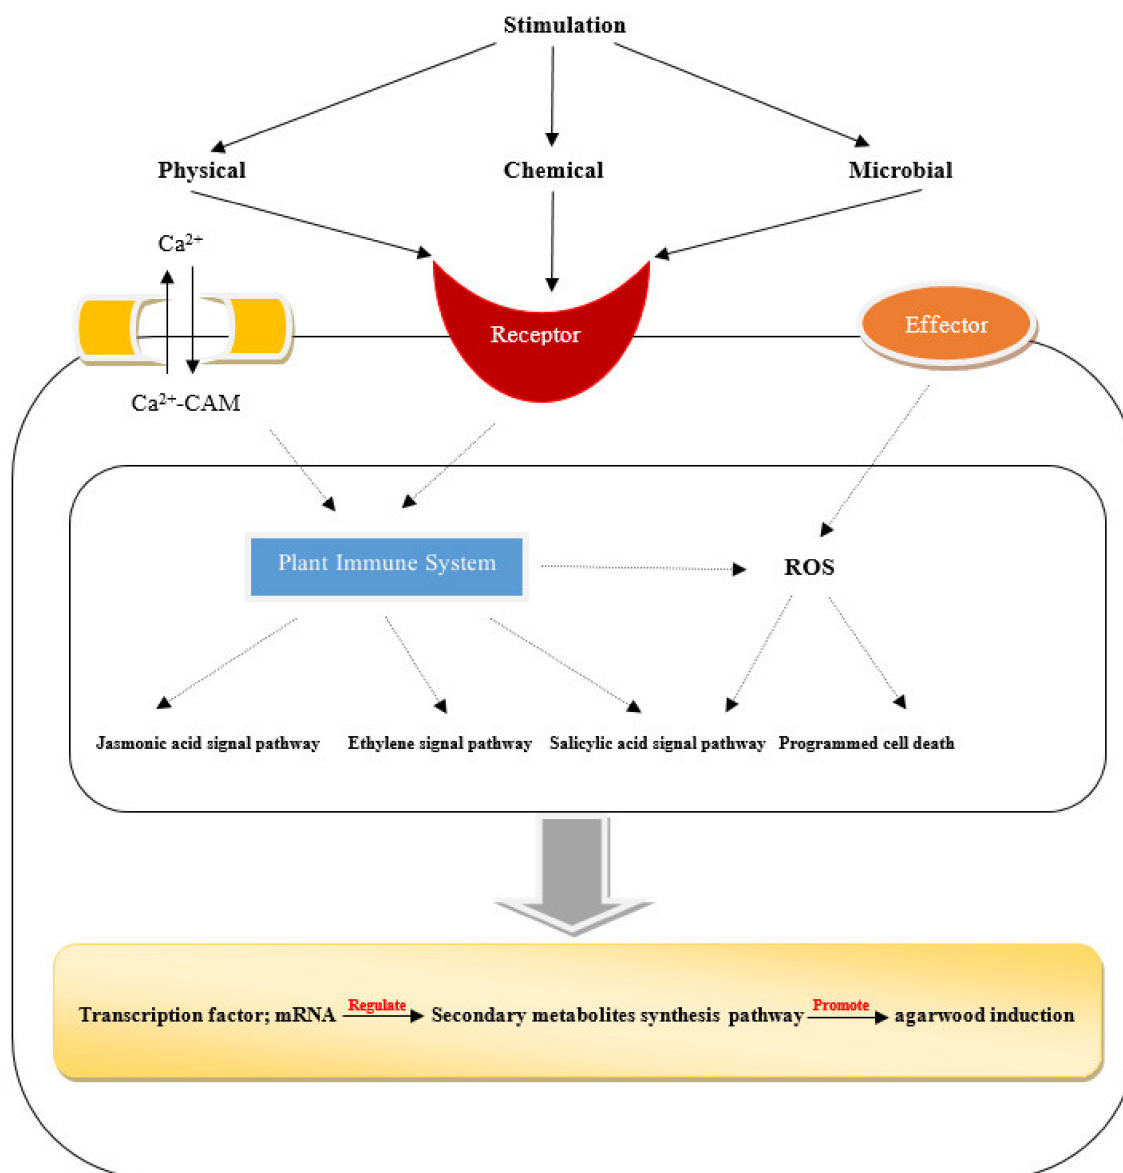 Stimulation
Physical
Chemical
Microbial
Ca²⁺
Receptor
Effector
Ca²⁺-CAM
Plant Immune System
ROS
Jasmonic acid signal pathway
Ethylene signal pathway
Salicylic acid signal pathway
Programmed cell death
Transcription factor; mRNA
Regulate
Secondary metabolites synthesis pathway
Promote
agarwood induction